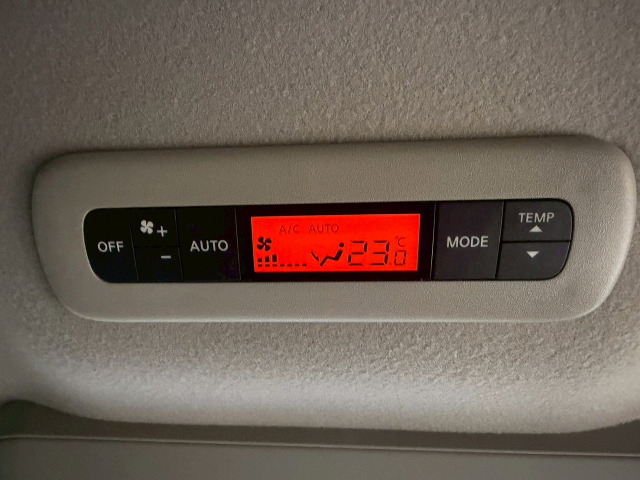 OFF
+
-
AUTO
A/C AUTO
23.0 °C
MODE
TEMP